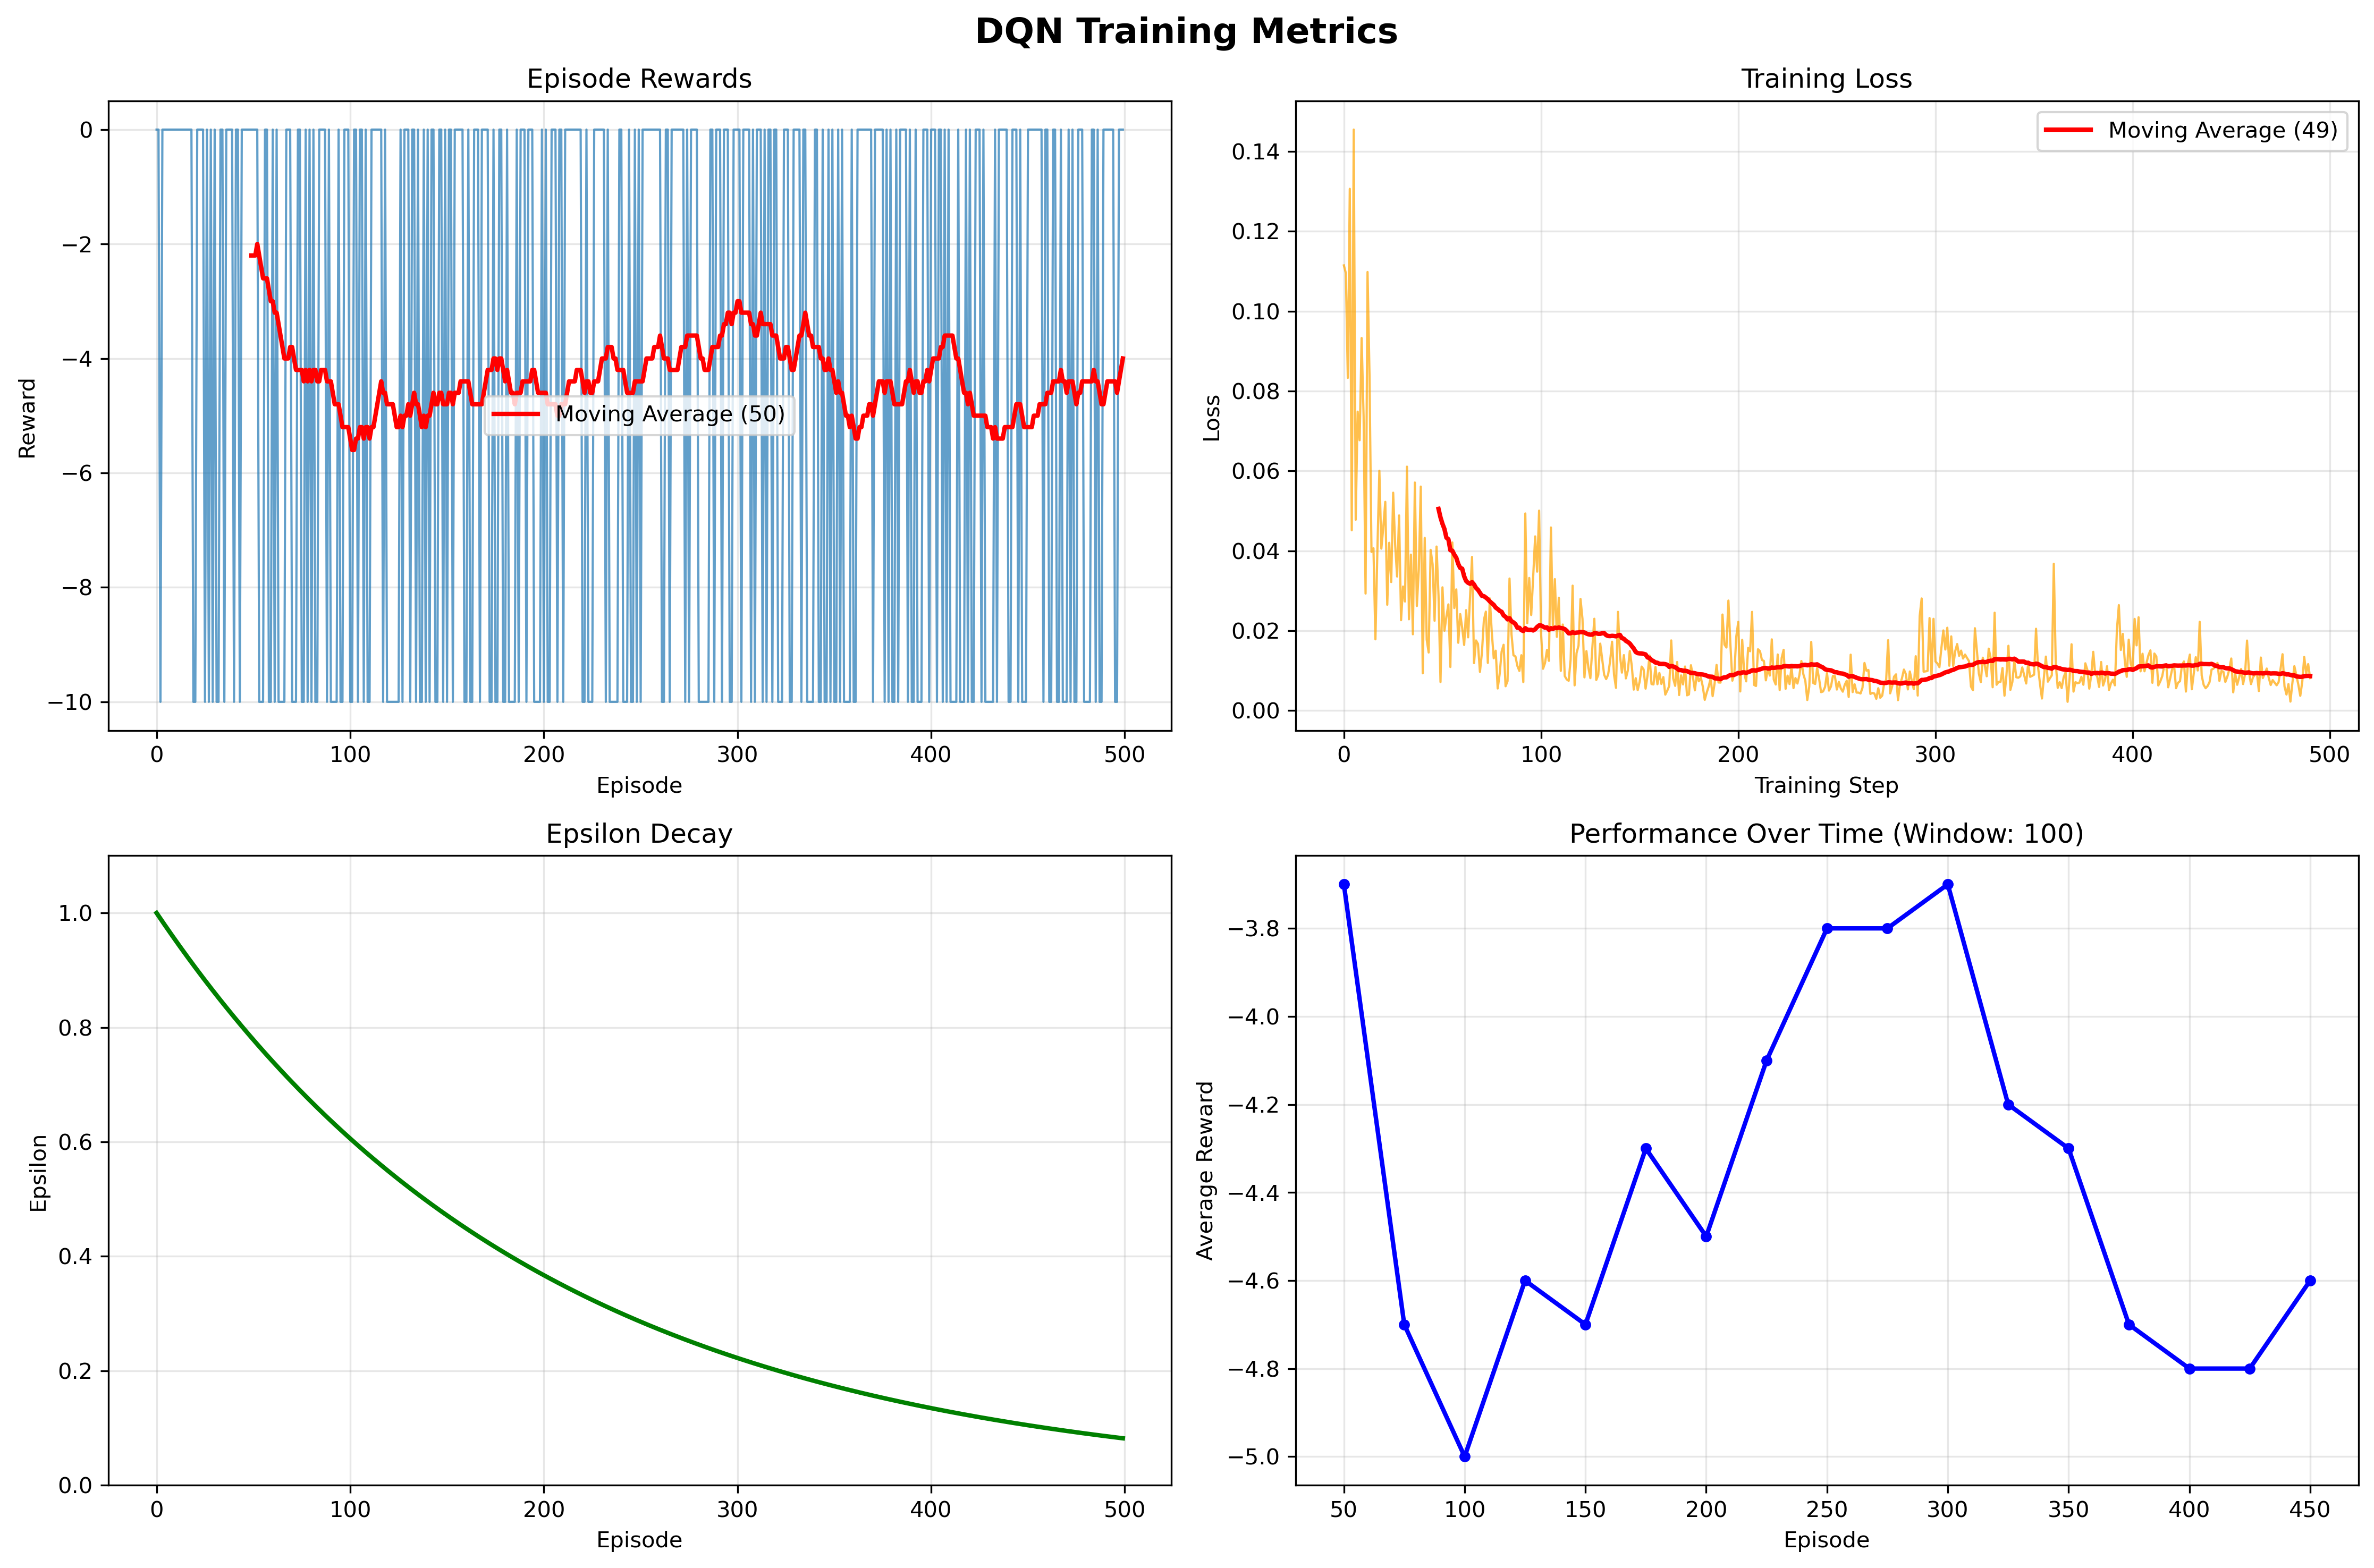 DQN Training Metrics
Episode Rewards
0
−2
−4
−6
−8
−10
Reward
Moving Average (50)
0 100 200 300 400 500
Episode
Training Loss
Moving Average (49)
0.14
0.12
0.10
0.08
0.06
0.04
0.02
0.00
Loss
0 100 200 300 400 500
Training Step
Epsilon Decay
1.0
0.8
0.6
0.4
0.2
0.0
Epsilon
0 100 200 300 400 500
Episode
Performance Over Time (Window: 100)
−3.8
−4.0
−4.2
−4.4
−4.6
−4.8
−5.0
Average Reward
50 100 150 200 250 300 350 400 450
Episode